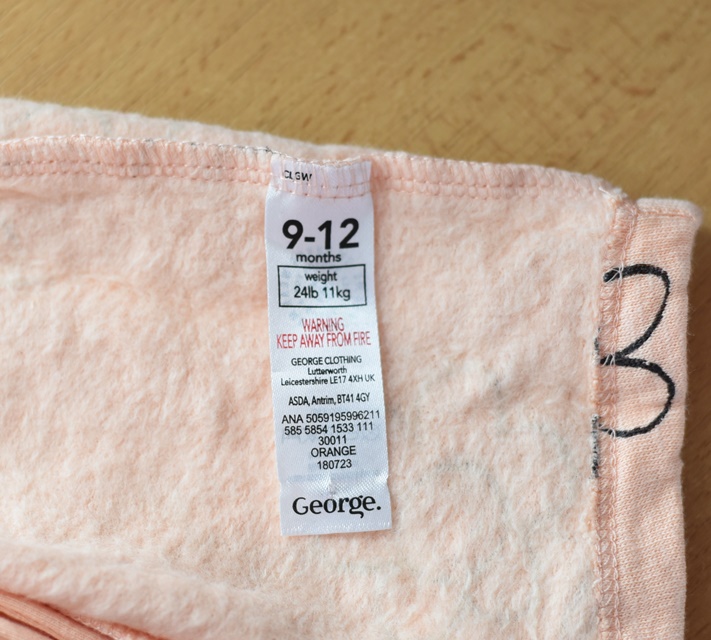 CLGW
9-12
months
weight
24lb 11kg
WARNING
KEEP AWAY FROM FIRE
GEORGE CLOTHING
Lutterworth
Leicestershire LE17 4XH UK
ASDA, Antrim, BT41 4GY
ANA 5059195996211
585 5854 1533 111
30011
ORANGE
180723
George.
3